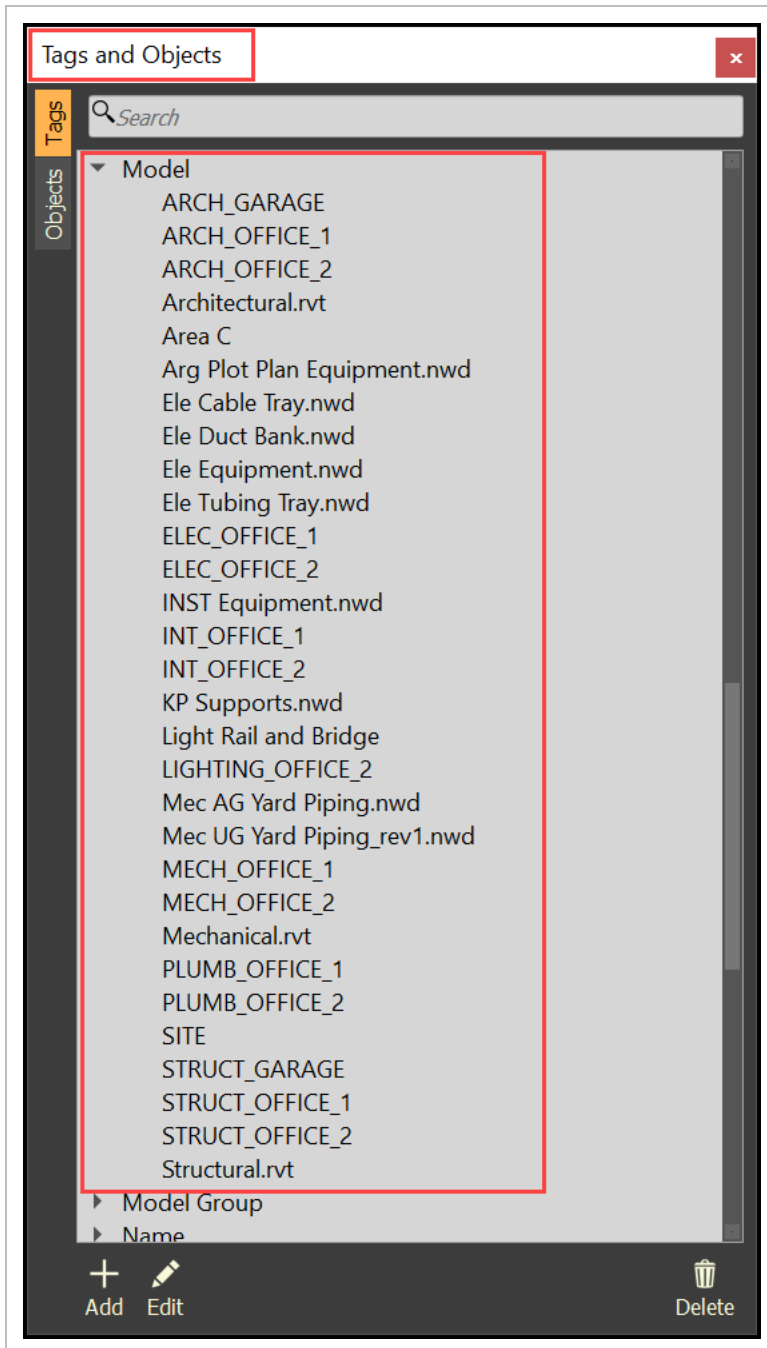 Tags and Objects
x
Tags
Objects
Search
Model
ARCH_GARAGE
ARCH_OFFICE_1
ARCH_OFFICE_2
Architectural.rvt
Area C
Arg Plot Plan Equipment.nwd
Ele Cable Tray.nwd
Ele Duct Bank.nwd
Ele Equipment.nwd
Ele Tubing Tray.nwd
ELEC_OFFICE_1
ELEC_OFFICE_2
INST Equipment.nwd
INT_OFFICE_1
INT_OFFICE_2
KP Supports.nwd
Light Rail and Bridge
LIGHTING_OFFICE_2
Mec AG Yard Piping.nwd
Mec UG Yard Piping_rev1.nwd
MECH_OFFICE_1
MECH_OFFICE_2
Mechanical.rvt
PLUMB_OFFICE_1
PLUMB_OFFICE_2
SITE
STRUCT_GARAGE
STRUCT_OFFICE_1
STRUCT_OFFICE_2
Structural.rvt
Model Group
Name
Add Edit Delete